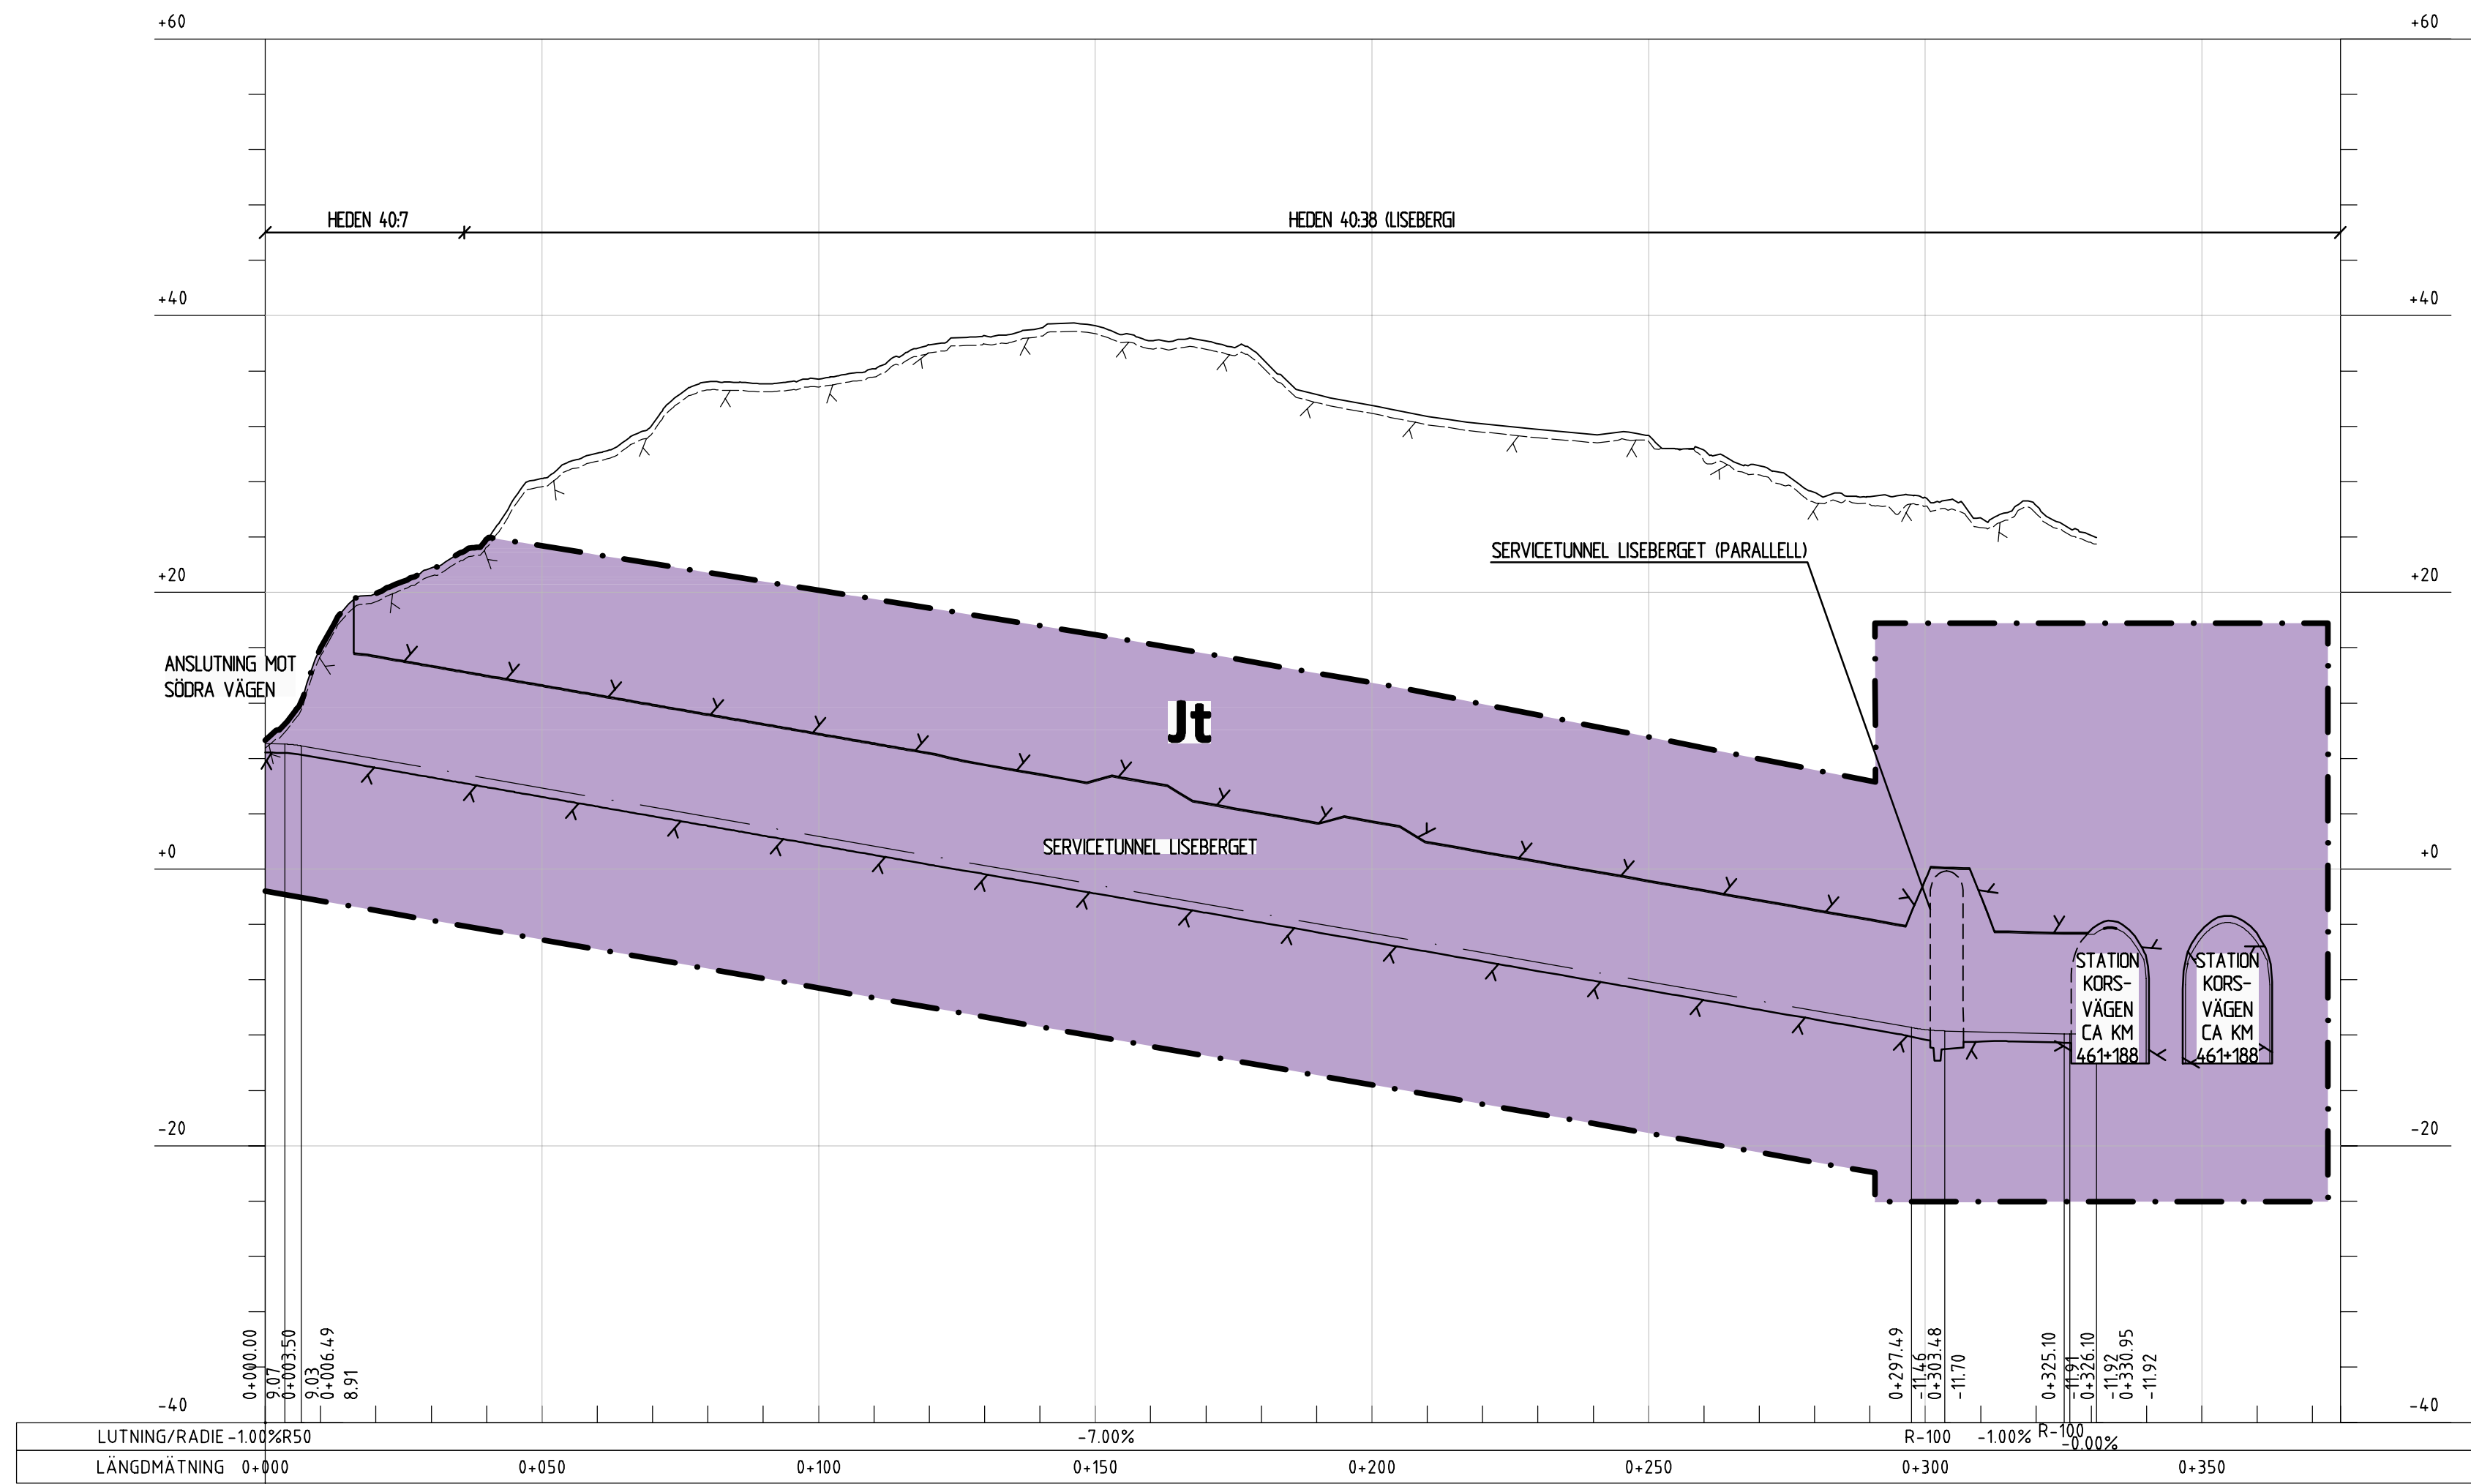 +60
+60
HEDEN 40:7
HEDEN 40:38 (LISEBERG)
+40
+40
SERVICETUNNEL LISEBERGET (PARALLELL)
+20
+20
ANSLUTNING MOT
SÖDRA VÄGEN
Jt
SERVICETUNNEL LISEBERGET
+0
+0
STATION
KORS-
VÄGEN
CA KM
461+188
STATION
KORS-
VÄGEN
CA KM
461+188
-20
-20
0+000.00
9.07
0+003.50
9.03
0+006.49
8.91
0+297.49
-11.46
0+303.48
-11.70
0+325.10
-11.91
0+326.10
-11.92
0+330.95
-11.92
-40
-40
LUTNING/RADIE -1.00% R50 -7.00% R-100 -1.00% R-100 -0.00%
LÄNGDMÄTNING 0+000 0+050 0+100 0+150 0+200 0+250 0+300 0+350